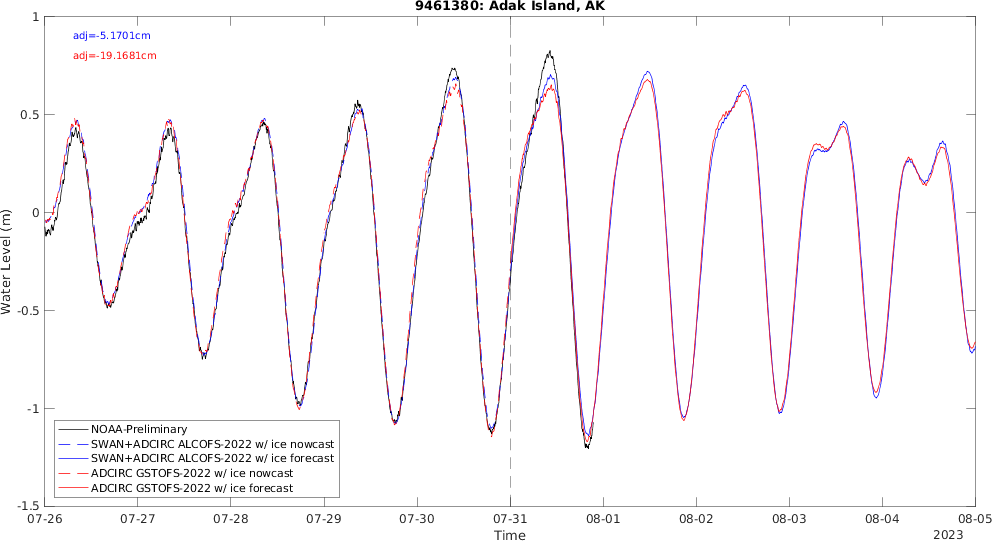 9461380: Adak Island, AK
adj=-5.1701cm
adj=-19.1681cm
Water Level (m)
1
0.5
0
-0.5
-1
-1.5
NOAA-Preliminary
SWAN+ADCIRC ALCOFS-2022 w/ ice nowcast
SWAN+ADCIRC ALCOFS-2022 w/ ice forecast
ADCIRC GSTOFS-2022 w/ ice nowcast
ADCIRC GSTOFS-2022 w/ ice forecast
07-26 07-27 07-28 07-29 07-30 07-31 08-01 08-02 08-03 08-04 08-05
Time
2023